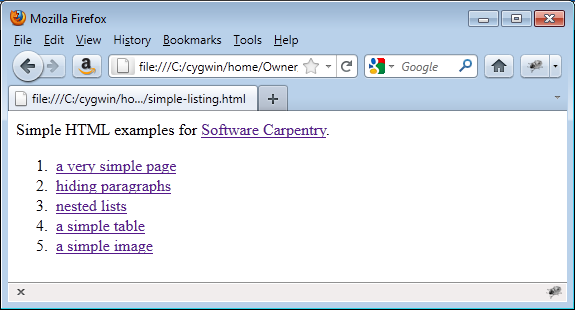 Mozilla Firefox
File Edit View History Bookmarks Tools Help
file:///C:/cygwin/home/Owner Google
file:///C:/cygwin/ho.../simple-listing.html
Simple HTML examples for Software Carpentry.
1. a very simple page
2. hiding paragraphs
3. nested lists
4. a simple table
5. a simple image